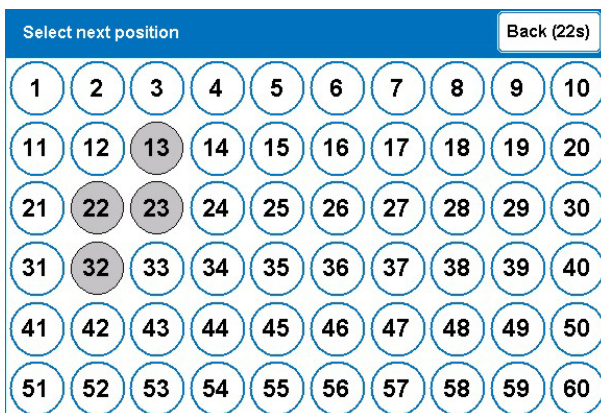 Select next position Back (22s)
1 2 3 4 5 6 7 8 9 10
11 12 13 14 15 16 17 18 19 20
21 22 23 24 25 26 27 28 29 30
31 32 33 34 35 36 37 38 39 40
41 42 43 44 45 46 47 48 49 50
51 52 53 54 55 56 57 58 59 60